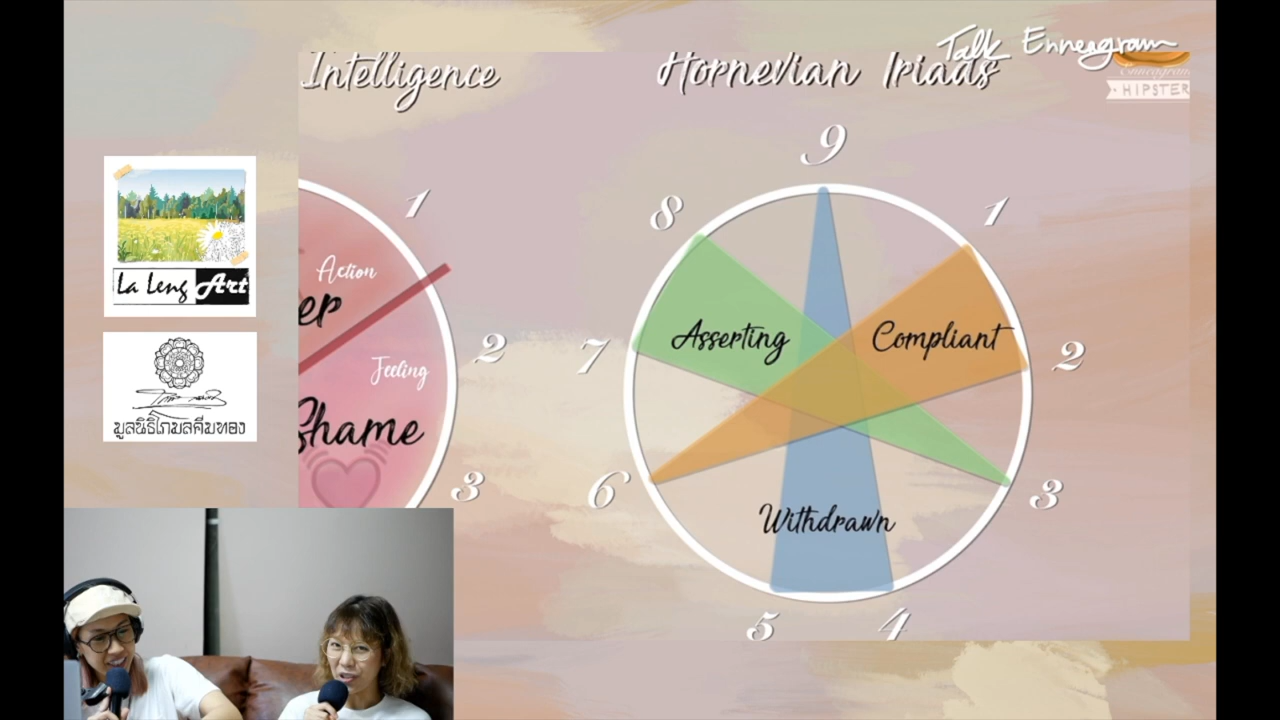 Talk Enneagram
Intelligence
Hornevian Triads
HIPSTER
La Leng Art
มูลนิธิโกมลคีมทอง
1
Action
Feeling
2
Shame
3
9
8
1
Asserting
Compliant
7
2
6
3
Withdrawn
5
4